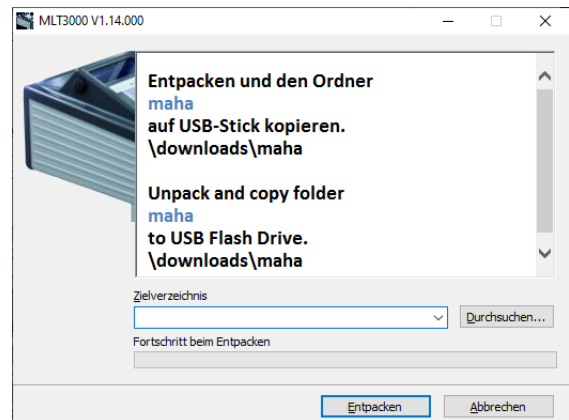 MLT3000 V1.14.000
Entpacken und den Ordner
maha
auf USB-Stick kopieren.
\downloads\maha
Unpack and copy folder
maha
to USB Flash Drive.
\downloads\maha
Zielverzeichnis
Durchsuchen...
Fortschritt beim Entpacken
Entpacken Abbrechen